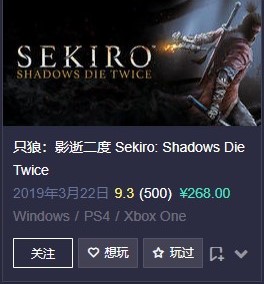 SEKIRO™
SHADOWS DIE TWICE
只狼：影逝二度 Sekiro: Shadows Die
Twice
2019年3月22日 9.3 (500) ¥268.00
Windows / PS4 / Xbox One
关注 想玩 玩过